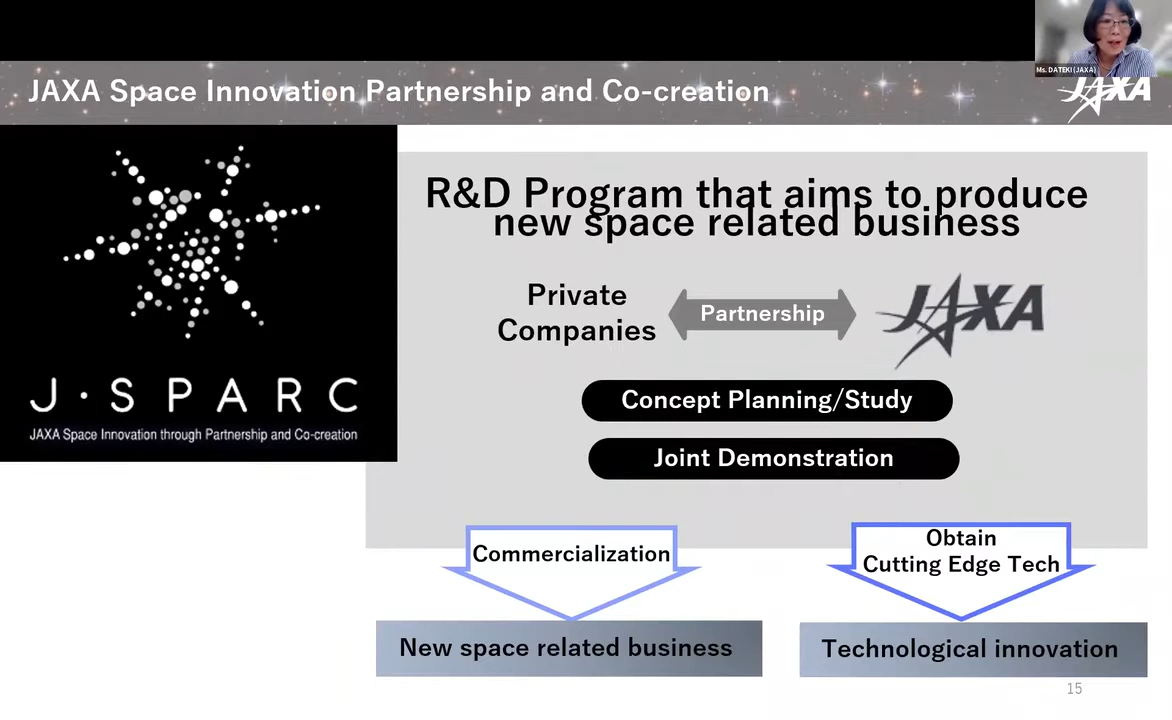 Ms. DATEKI (JAXA)
JAXA Space Innovation Partnership and Co-creation
JAXA
J·SPARC
JAXA Space Innovation through Partnership and Co-creation
R&D Program that aims to produce
new space related business
Private
Companies
Partnership
JAXA
Concept Planning/Study
Joint Demonstration
Commercialization
Obtain
Cutting Edge Tech
New space related business
Technological innovation
15